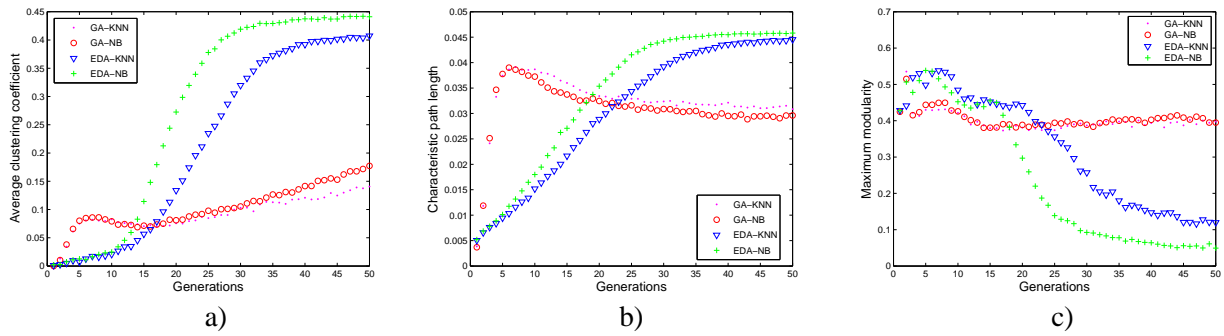 GA-KNN
GA-NB
EDA-KNN
EDA-NB
Average clustering coefficient
0.45
0.4
0.35
0.3
0.25
0.2
0.15
0.1
0.05
0
0 5 10 15 20 25 30 35 40 45 50
Generations
a)
Characteristic path length
0.05
0.045
0.04
0.035
0.03
0.025
0.02
0.015
0.01
0.005
0
0 5 10 15 20 25 30 35 40 45 50
Generations
GA-KNN
GA-NB
EDA-KNN
EDA-NB
b)
GA-KNN
GA-NB
EDA-KNN
EDA-NB
Maximum modularity
0.7
0.6
0.5
0.4
0.3
0.2
0.1
0
0 5 10 15 20 25 30 35 40 45 50
Generations
c)